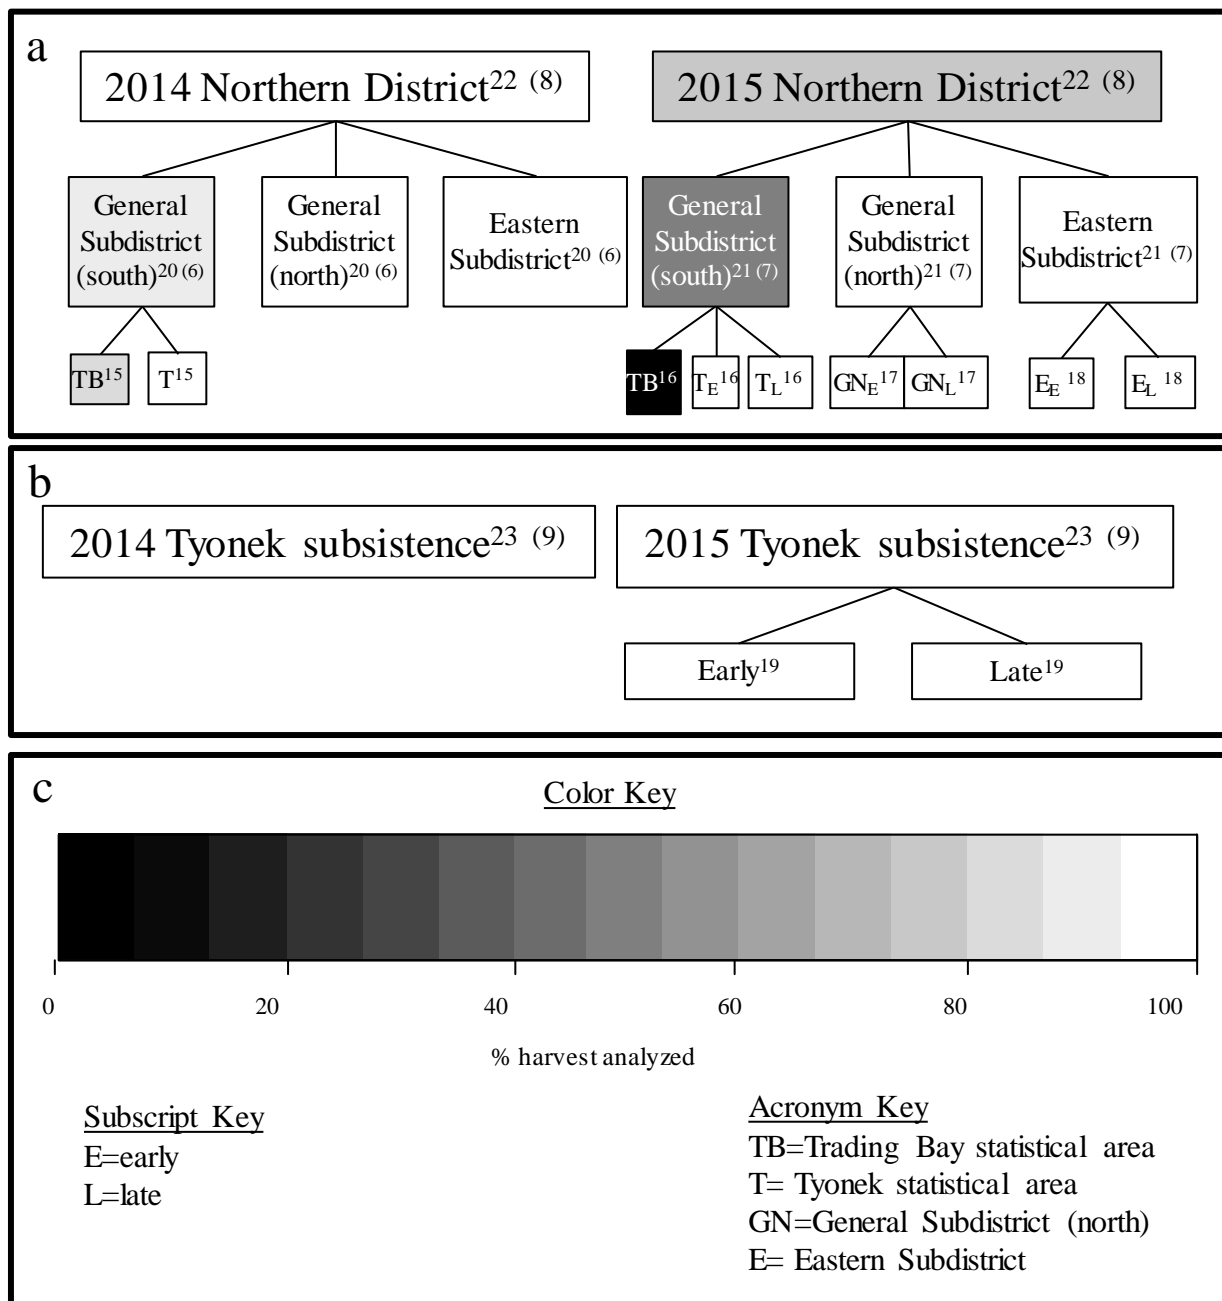 a
2014 Northern District22 (8)
2015 Northern District22 (8)
General
Subdistrict
(south)20 (6)
General
Subdistrict
(north)20 (6)
Eastern
Subdistrict20 (6)
General
Subdistrict
(south)21 (7)
General
Subdistrict
(north)21 (7)
Eastern
Subdistrict21 (7)
TB15
T15
TB16
TE16
TL16
GNE17
GNL17
EE18
EL18
b
2014 Tyonek subsistence23 (9)
2015 Tyonek subsistence23 (9)
Early19
Late19
c
Color Key
0 20 40 60 80 100
% harvest analyzed
Subscript Key
E=early
L=late
Acronym Key
TB=Trading Bay statistical area
T= Tyonek statistical area
GN=General Subdistrict (north)
E= Eastern Subdistrict